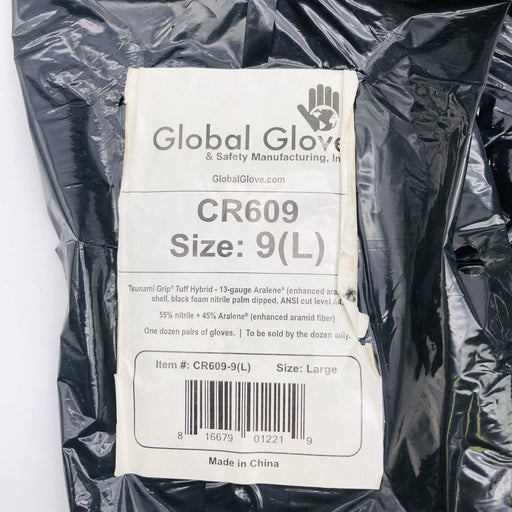 Global Glove
& Safety Manufacturing, In
GlobalGlove.com
CR609
Size: 9(L)
Tsunami Grip® Tuff Hybrid - 13-gauge Aralene® (enhanced ara
shell, black foam nitrile palm dipped, ANSI cut level A4,
55% nitrile + 45% Aralene® (enhanced aramid fiber)
One dozen pairs of gloves. | To be sold by the dozen only.
Item #: CR609-9(L) Size: Large
8 16679 01221 9
Made in China